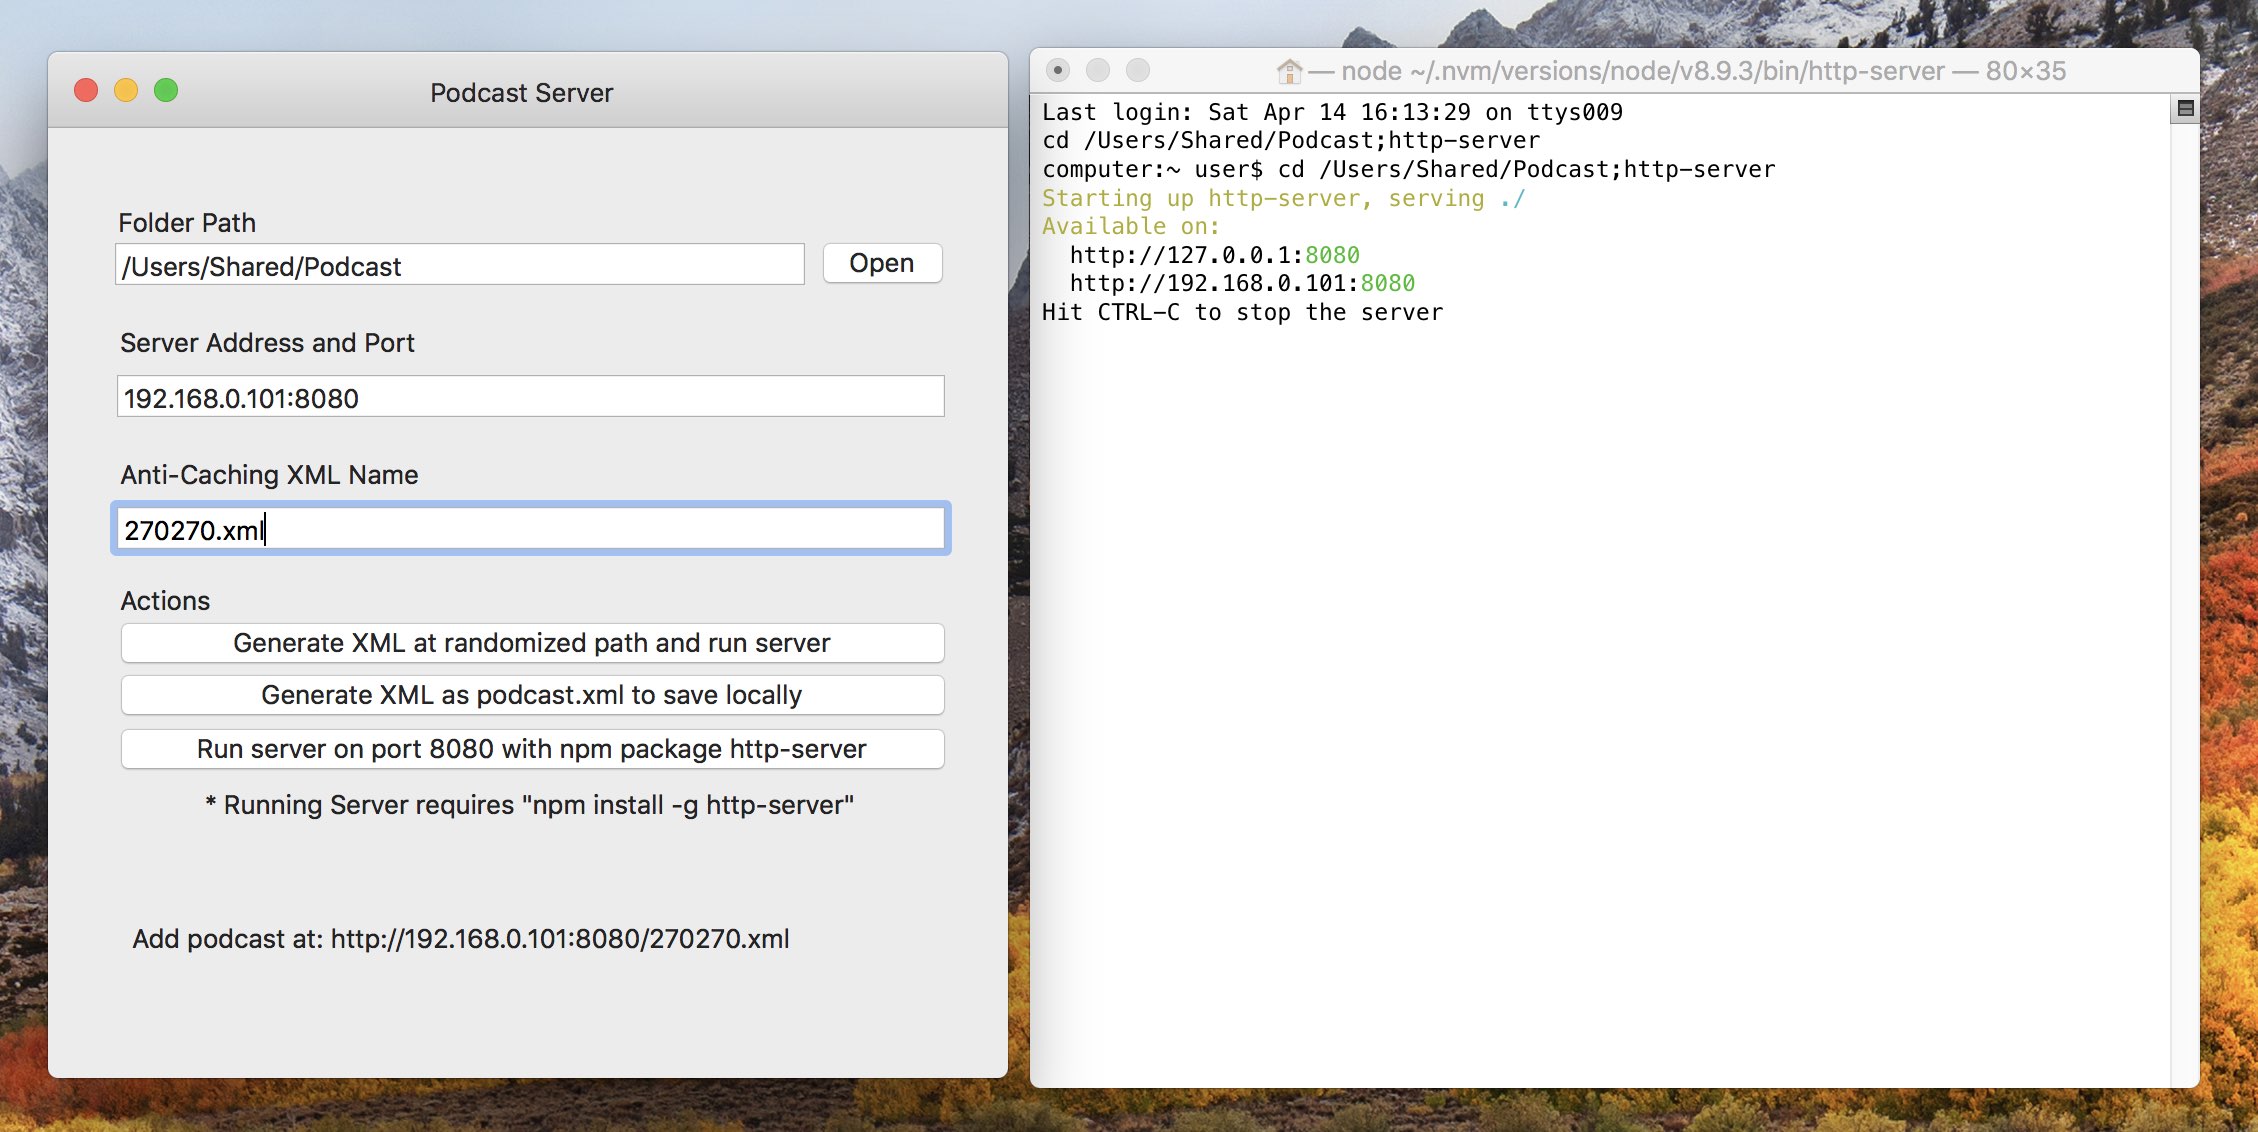 Podcast Server
Folder Path
/Users/Shared/Podcast
Open
Server Address and Port
192.168.0.101:8080
Anti-Caching XML Name
270270.xml
Actions
Generate XML at randomized path and run server
Generate XML as podcast.xml to save locally
Run server on port 8080 with npm package http-server
* Running Server requires "npm install -g http-server"
Add podcast at: http://192.168.0.101:8080/270270.xml
— node ~/.nvm/versions/node/v8.9.3/bin/http-server — 80×35
Last login: Sat Apr 14 16:13:29 on ttys009
cd /Users/Shared/Podcast;http-server
computer:~ user$ cd /Users/Shared/Podcast;http-server
Starting up http-server, serving ./
Available on:
  http://127.0.0.1:8080
  http://192.168.0.101:8080
Hit CTRL-C to stop the server